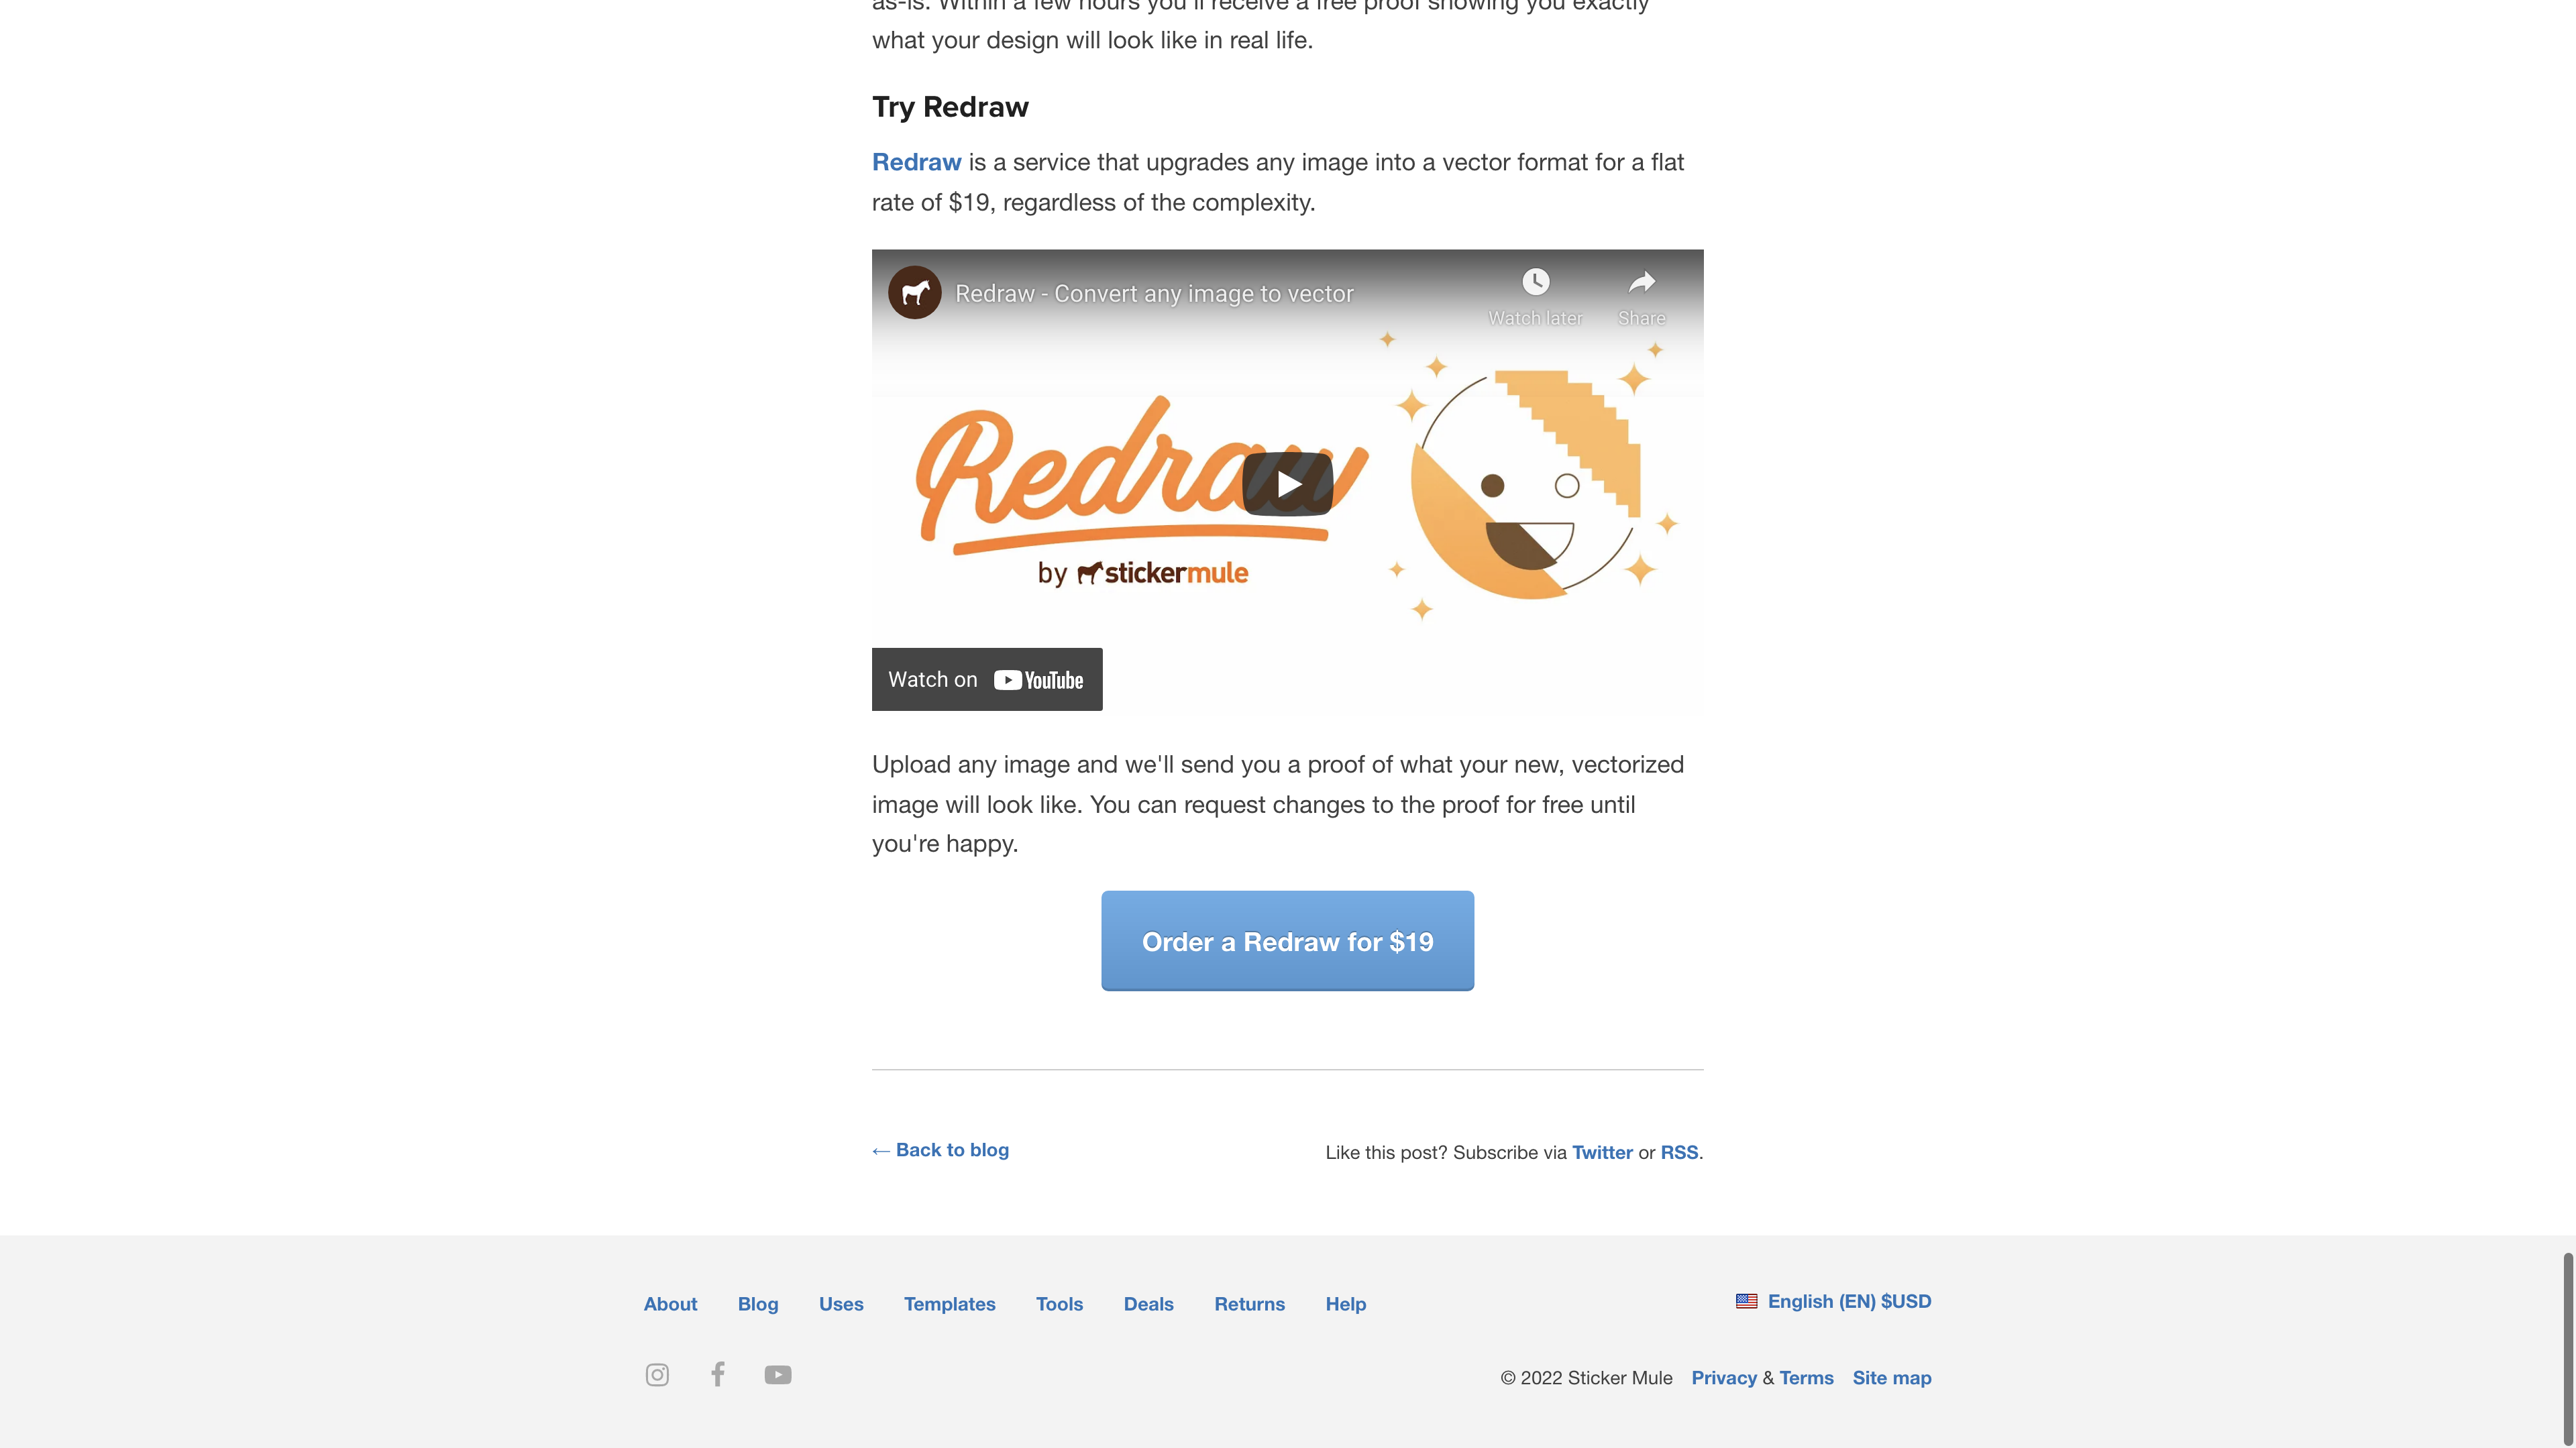 as-is. Within a few hours you'll receive a free proof showing you exactly
what your design will look like in real life.
Try Redraw
Redraw is a service that upgrades any image into a vector format for a flat
rate of $19, regardless of the complexity.
Redraw - Convert any image to vector
Watch later
Share
Redraw
by stickermule
Watch on YouTube
Upload any image and we'll send you a proof of what your new, vectorized
image will look like. You can request changes to the proof for free until
you're happy.
Order a Redraw for $19
← Back to blog
Like this post? Subscribe via Twitter or RSS.
About Blog Uses Templates Tools Deals Returns Help
English (EN) $USD
© 2022 Sticker Mule Privacy & Terms Site map